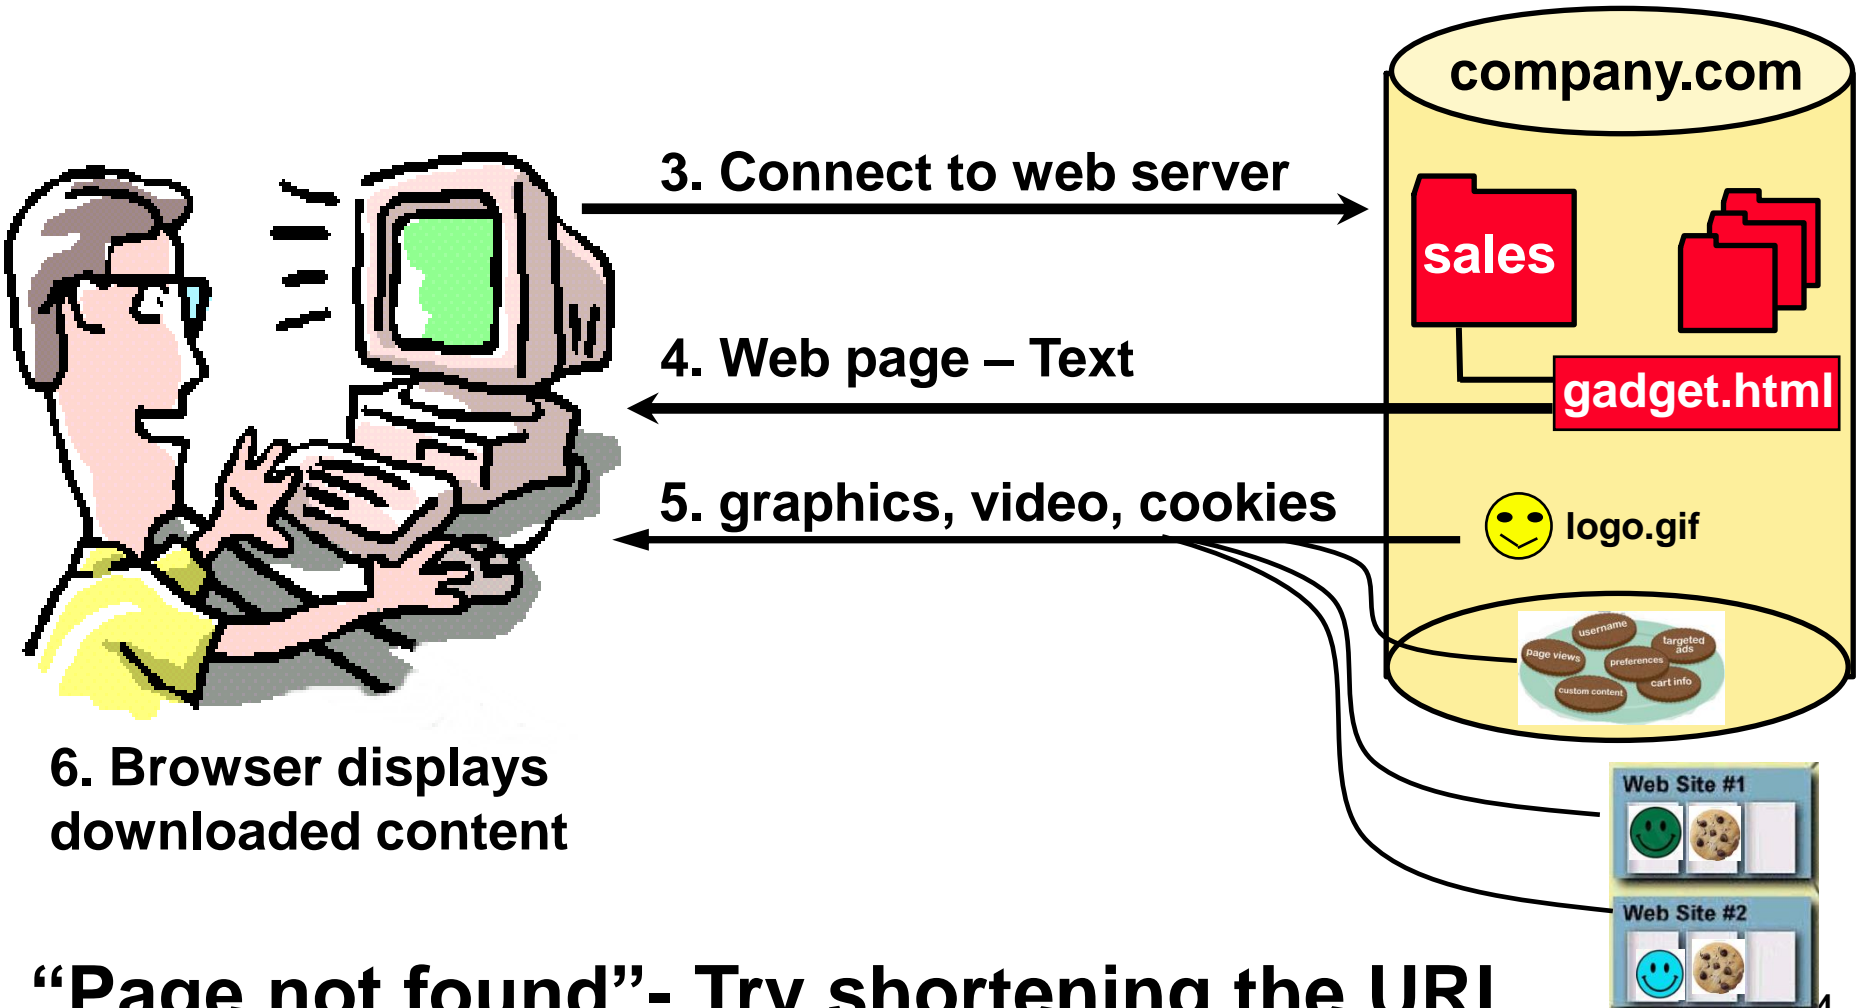 company.com
3. Connect to web server
sales
4. Web page – Text
gadget.html
5. graphics, video, cookies
logo.gif
username
targeted
ads
page views
preferences
cart info
custom content
6. Browser displays
downloaded content
Web Site #1
Web Site #2
“Page not found”- Try shortening the URL